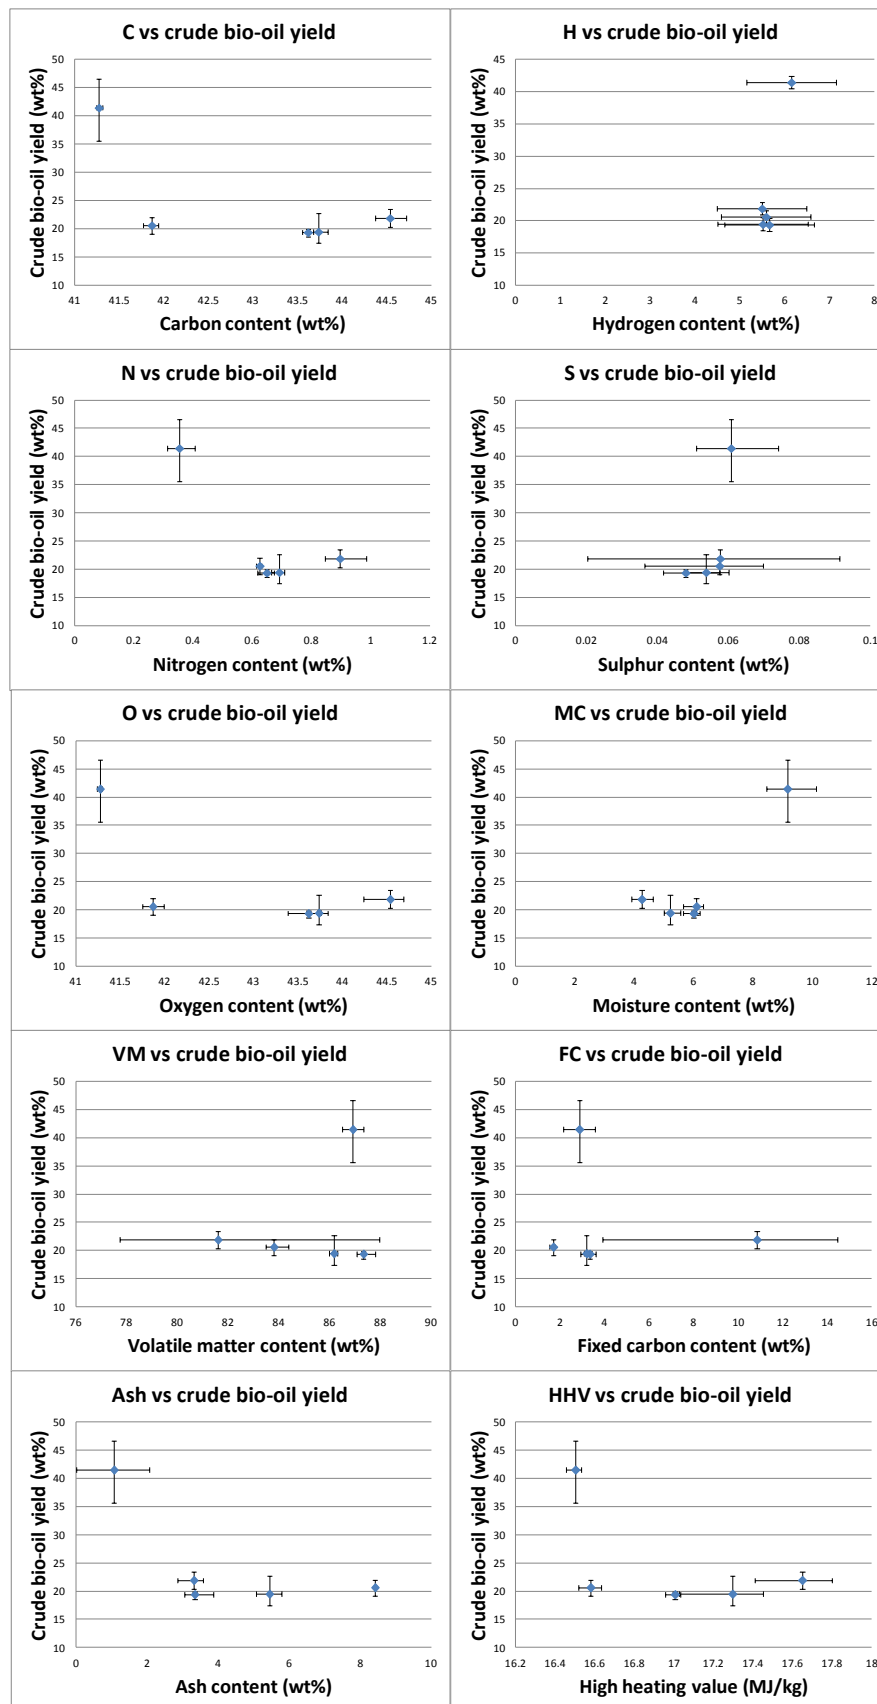 C vs crude bio-oil yield
Crude bio-oil yield (wt%)
50
45
40
35
30
25
20
15
10
41 41.5 42 42.5 43 43.5 44 44.5 45
Carbon content (wt%)
H vs crude bio-oil yield
Crude bio-oil yield (wt%)
45
40
35
30
25
20
15
10
0 1 2 3 4 5 6 7 8
Hydrogen content (wt%)
N vs crude bio-oil yield
Crude bio-oil yield (wt%)
50
45
40
35
30
25
20
15
10
0 0.2 0.4 0.6 0.8 1 1.2
Nitrogen content (wt%)
S vs crude bio-oil yield
Crude bio-oil yield (wt%)
50
45
40
35
30
25
20
15
10
0 0.02 0.04 0.06 0.08 0.1
Sulphur content (wt%)
O vs crude bio-oil yield
Crude bio-oil yield (wt%)
50
45
40
35
30
25
20
15
10
41 41.5 42 42.5 43 43.5 44 44.5 45
Oxygen content (wt%)
MC vs crude bio-oil yield
Crude bio-oil yield (wt%)
50
45
40
35
30
25
20
15
10
0 2 4 6 8 10 12
Moisture content (wt%)
VM vs crude bio-oil yield
Crude bio-oil yield (wt%)
50
45
40
35
30
25
20
15
10
76 78 80 82 84 86 88 90
Volatile matter content (wt%)
FC vs crude bio-oil yield
Crude bio-oil yield (wt%)
50
45
40
35
30
25
20
15
10
0 2 4 6 8 10 12 14 16
Fixed carbon content (wt%)
Ash vs crude bio-oil yield
Crude bio-oil yield (wt%)
50
45
40
35
30
25
20
15
10
0 2 4 6 8 10
Ash content (wt%)
HHV vs crude bio-oil yield
Crude bio-oil yield (wt%)
50
45
40
35
30
25
20
15
10
16.2 16.4 16.6 16.8 17 17.2 17.4 17.6 17.8 18
High heating value (MJ/kg)